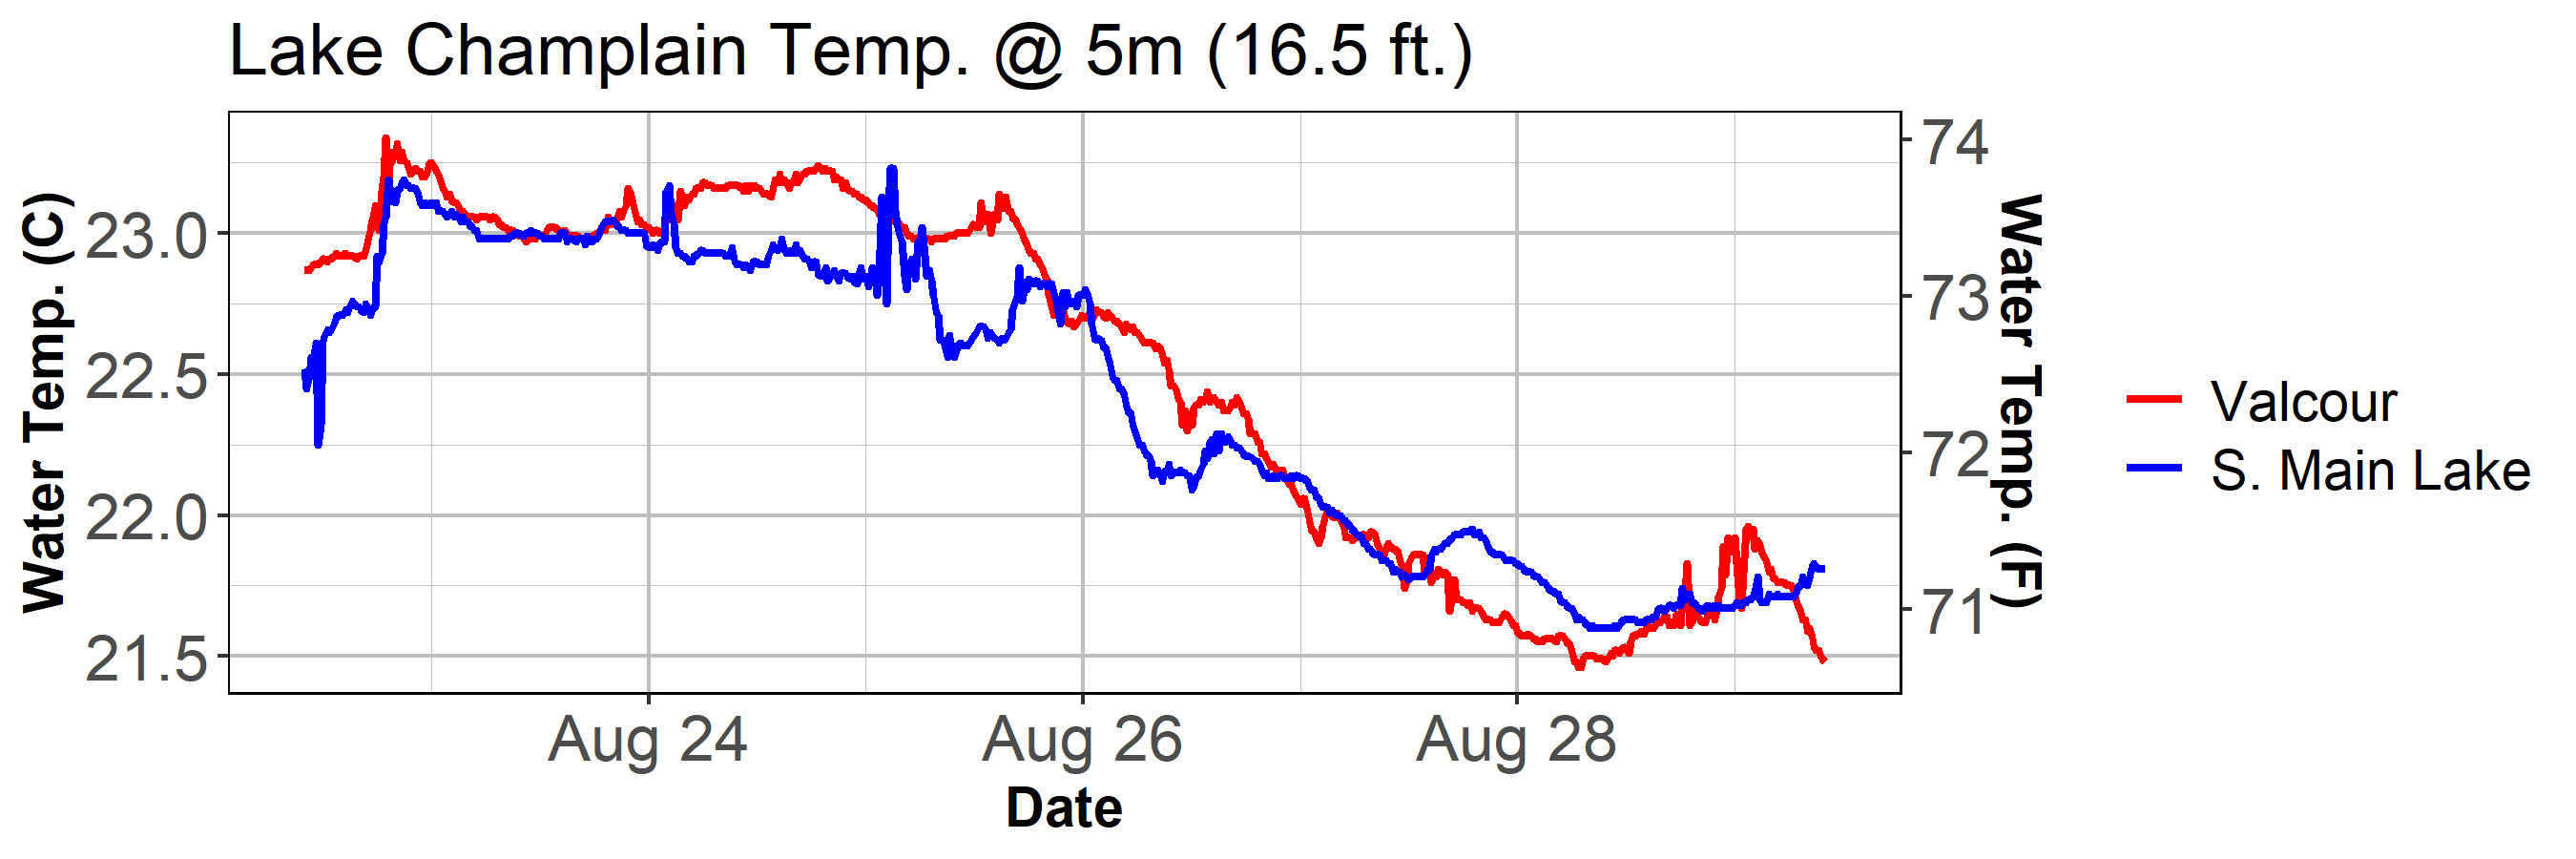 Lake Champlain Temp. @ 5m (16.5 ft.)
Water Temp. (C)
23.0
22.5
22.0
21.5
74
73
72
71
Water Temp. (F)
Aug 24
Aug 26
Aug 28
Date
Valcour
S. Main Lake